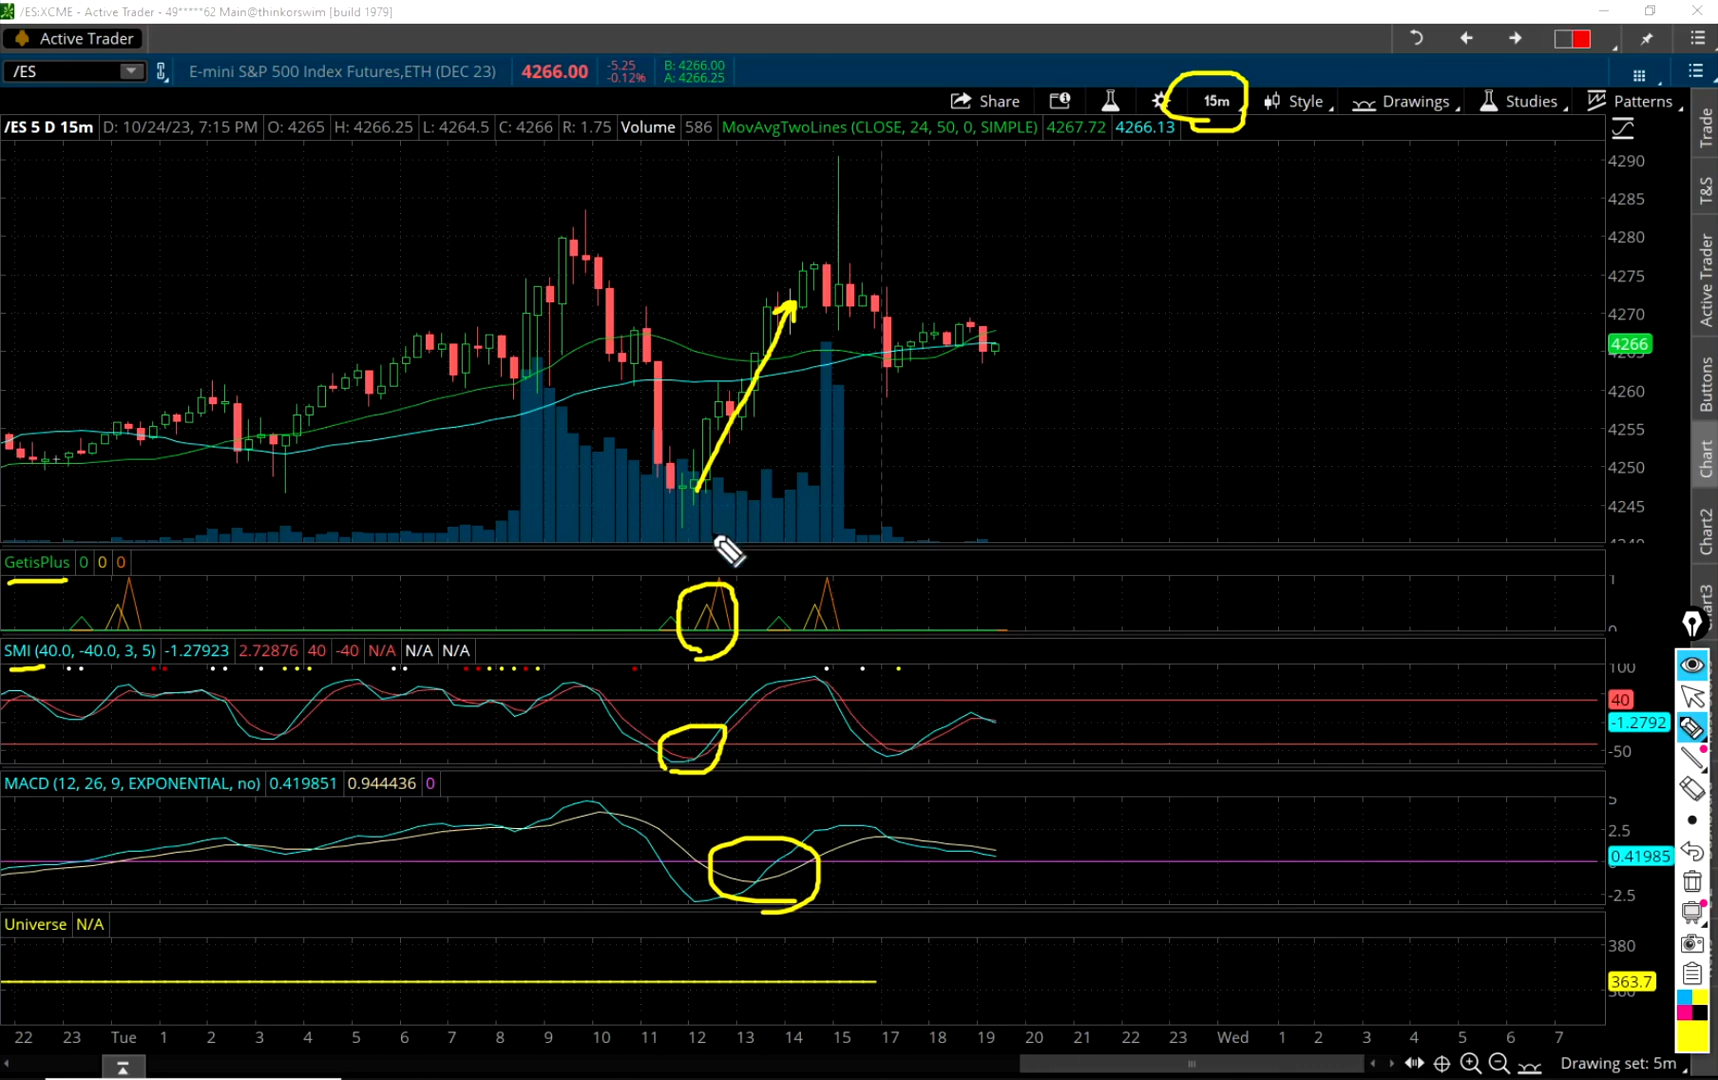 /ES:XCME - Active Trader - 49*****62 Main@thinkorswim [build 1979]
Active Trader
/ES E-mini S&P 500 Index Futures,ETH (DEC 23) 4266.00 -5.25 -0.12% B: 4266.00 A: 4266.25
Share 15m Style Drawings Studies Patterns
/ES 5 D 15m D: 10/24/23, 7:15 PM O: 4265 H: 4266.25 L: 4264.5 C: 4266 R: 1.75 Volume 586 MovAvgTwoLines (CLOSE, 24, 50, 0, SIMPLE) 4267.72 4266.13
4290
4285
4280
4275
4270
4266
4260
4255
4250
4245
GetisPlus 0 0 0
1
0
SMI (40.0, -40.0, 3, 5) -1.27923 2.72876 40 -40 N/A N/A N/A
100
40
-1.2792
-50
MACD (12, 26, 9, EXPONENTIAL, no) 0.419851 0.944436 0
5
2.5
0.41985
-2.5
Universe N/A
380
363.7
22 23 Tue 1 2 3 4 5 6 7 8 9 10 11 12 13 14 15 17 18 19 20 21 22 23 Wed 1 2 3 4 5 6 7
Drawing set: 5m
Trade
T&S
Active Trader
Buttons
Chart
Chart2
Chart3